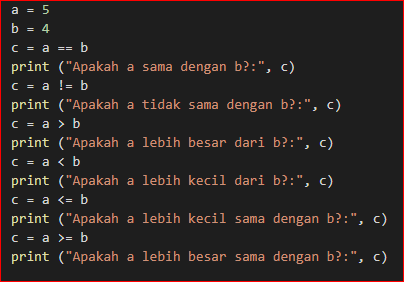 a = 5
b = 4
c = a == b
print ("Apakah a sama dengan b?:", c)
c = a != b
print ("Apakah a tidak sama dengan b?:", c)
c = a > b
print ("Apakah a lebih besar dari b?:", c)
c = a < b
print ("Apakah a lebih kecil dari b?:", c)
c = a <= b
print ("Apakah a lebih kecil sama dengan b?:", c)
c = a >= b
print ("Apakah a lebih besar sama dengan b?:", c)